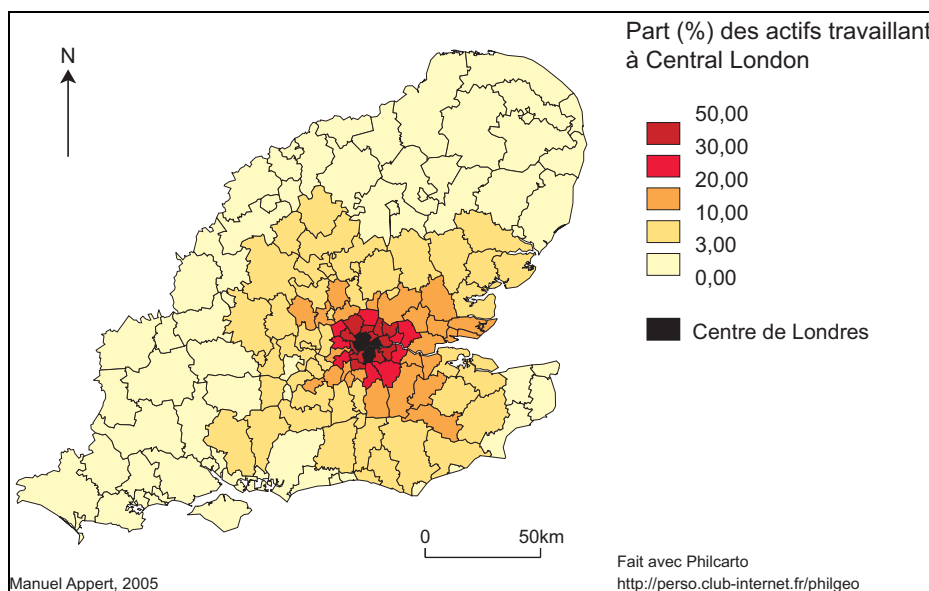 Part (%) des actifs travaillant
à Central London
N
50,00
30,00
20,00
10,00
3,00
0,00
Centre de Londres
0 50km
Fait avec Philcarto
Manuel Appert, 2005
http://perso.club-internet.fr/philgeo